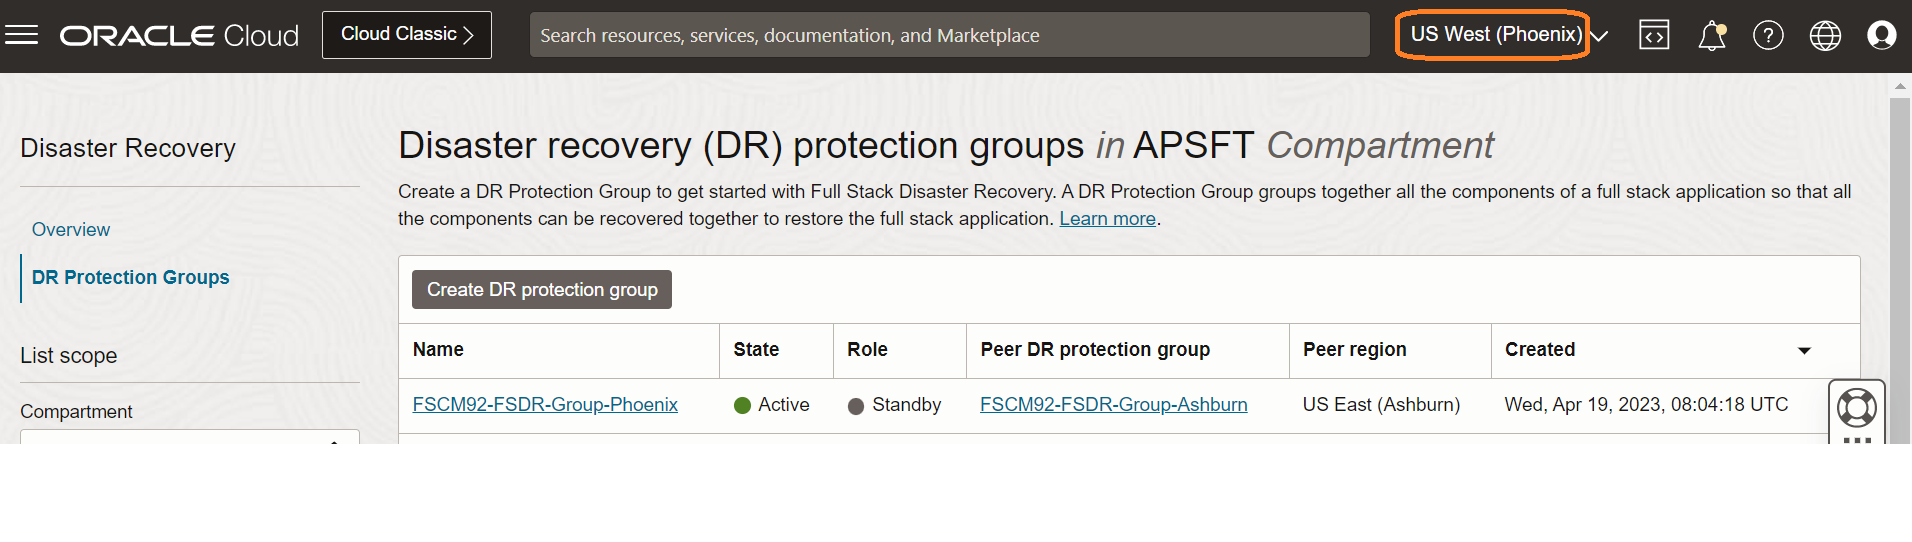 ORACLE Cloud
Cloud Classic
Search resources, services, documentation, and Marketplace
US West (Phoenix)
Disaster Recovery
Overview
DR Protection Groups
List scope
Compartment
Disaster recovery (DR) protection groups in APSFT Compartment
Create a DR Protection Group to get started with Full Stack Disaster Recovery. A DR Protection Group groups together all the components of a full stack application so that all
the components can be recovered together to restore the full stack application. Learn more.
Create DR protection group
Name State Role Peer DR protection group Peer region Created
FSCM92-FSDR-Group-Phoenix Active Standby FSCM92-FSDR-Group-Ashburn US East (Ashburn) Wed, Apr 19, 2023, 08:04:18 UTC